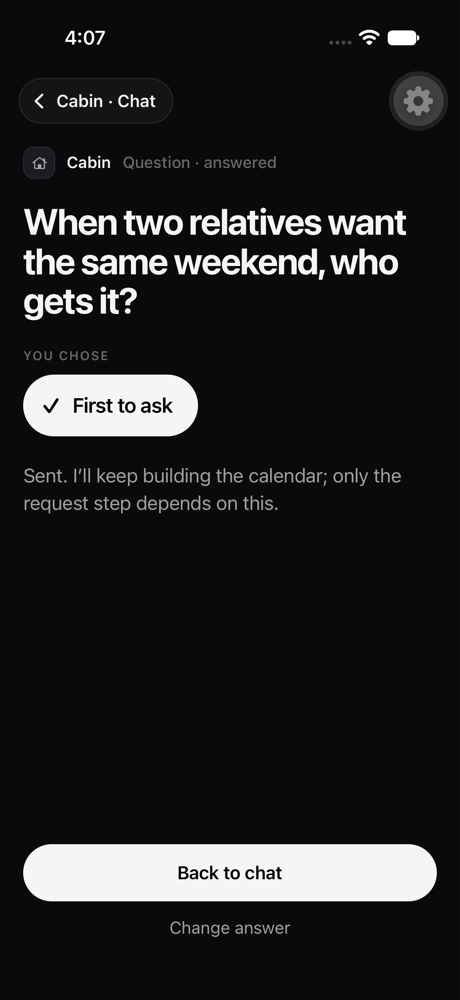 4:07
Cabin · Chat
Cabin Question · answered
When two relatives want
the same weekend, who
gets it?
YOU CHOSE
First to ask
Sent. I’ll keep building the calendar; only the
request step depends on this.
Back to chat
Change answer